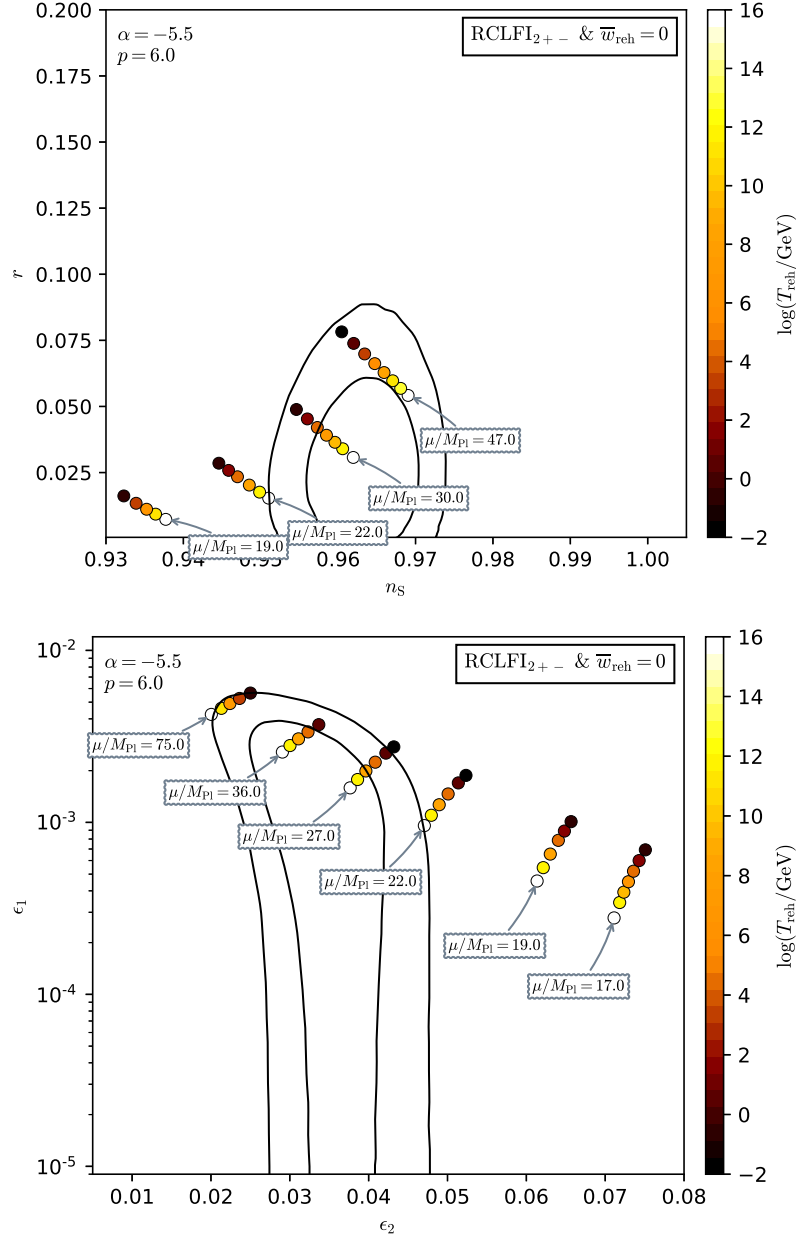 α = −5.5
p = 6.0
RCLFI2+− & w̅reh = 0
0.200
0.175
0.150
0.125
0.100
0.075
0.050
0.025
r
μ/MPl = 47.0
μ/MPl = 30.0
μ/MPl = 22.0
μ/MPl = 19.0
0.93 0.94 0.95 0.96 0.97 0.98 0.99 1.00
nS
16
14
12
10
8
6
4
2
0
−2
log(Treh/GeV)
α = −5.5
p = 6.0
RCLFI2+− & w̅reh = 0
10-2
10-3
10-4
10-5
ϵ1
μ/MPl = 75.0
μ/MPl = 36.0
μ/MPl = 27.0
μ/MPl = 22.0
μ/MPl = 19.0
μ/MPl = 17.0
0.01 0.02 0.03 0.04 0.05 0.06 0.07 0.08
ϵ2
16
14
12
10
8
6
4
2
0
−2
log(Treh/GeV)